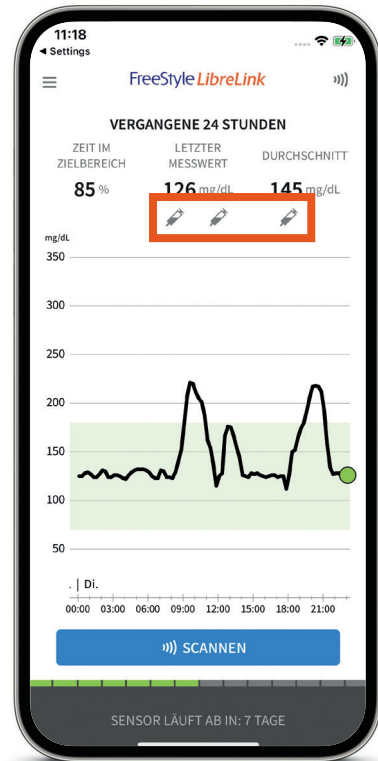 11:18
Settings
FreeStyle LibreLink
VERGANGENE 24 STUNDEN
ZEIT IM
ZIELBEREICH
LETZTER
MESSWERT
DURCHSCHNITT
85 %
126 mg/dL
145 mg/dL
mg/dL
350
300
250
200
150
100
50
. | Di.
00:00 03:00 06:00 09:00 12:00 15:00 18:00 21:00
SCANNEN
SENSOR LÄUFT AB IN: 7 TAGE